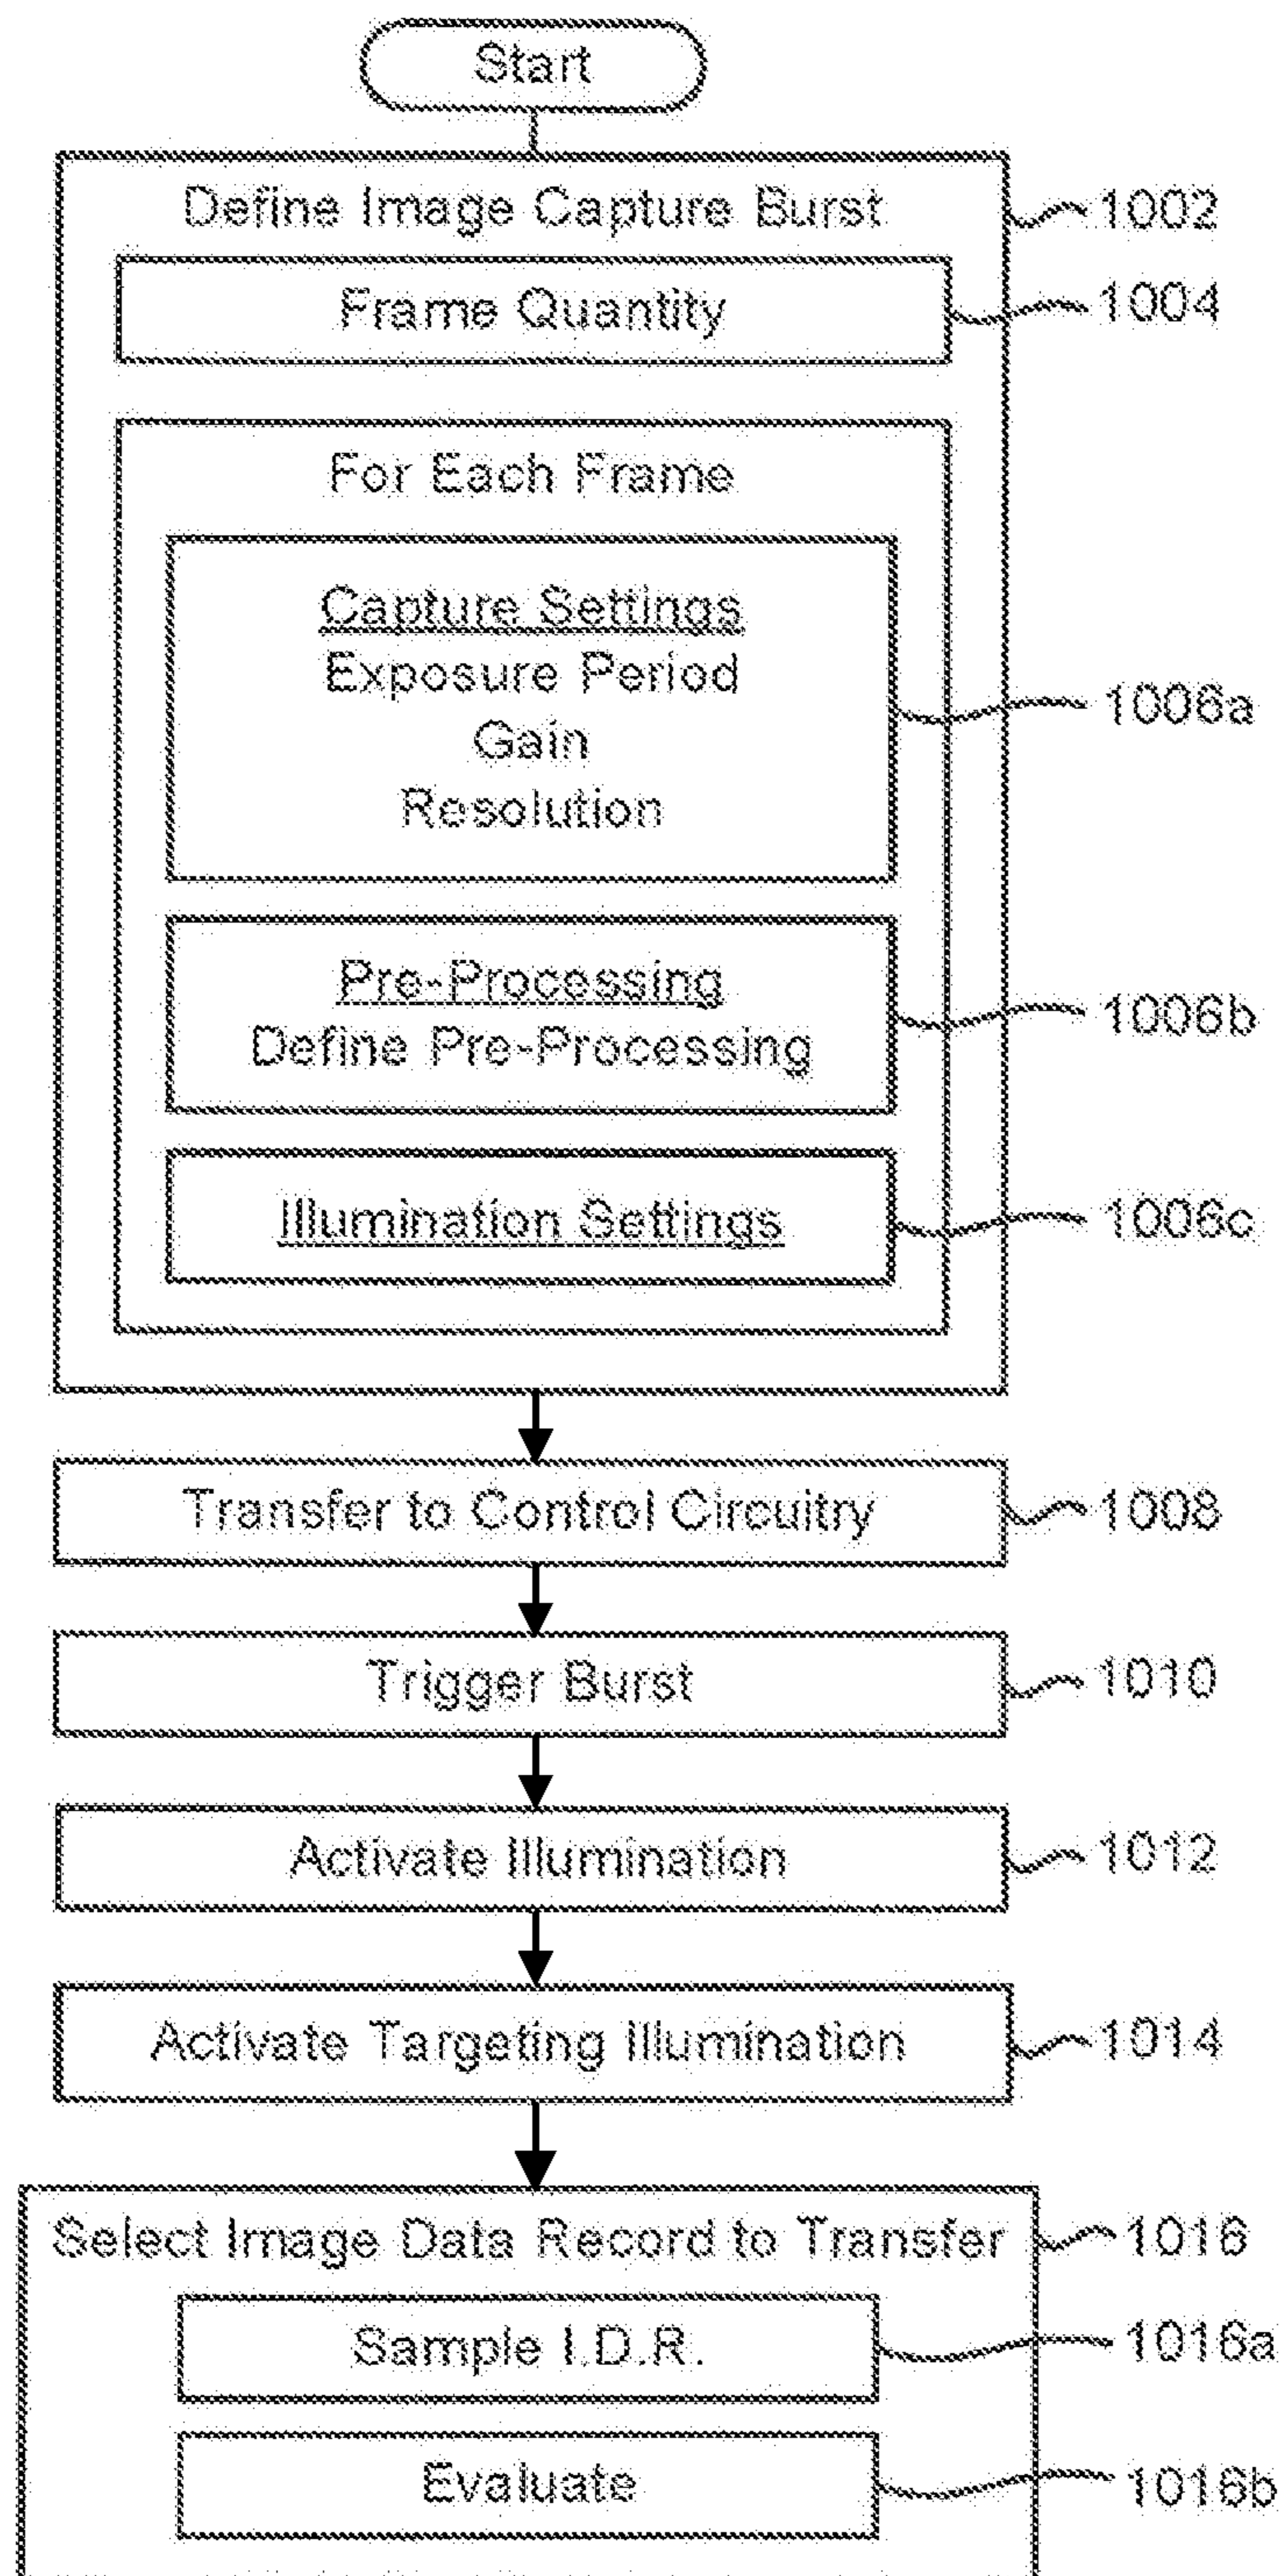 Start
Define Image Capture Burst
1002
Frame Quantity
1004
For Each Frame
Capture Settings
Exposure Period
Gain
Resolution
1006a
Pre-Processing
Define Pre-Processing
1006b
Illumination Settings
1006c
Transfer to Control Circuitry
1008
Trigger Burst
1010
Activate Illumination
1012
Activate Targeting Illumination
1014
Select Image Data Record to Transfer
1016
Sample I.D.R.
1016a
Evaluate
1016b